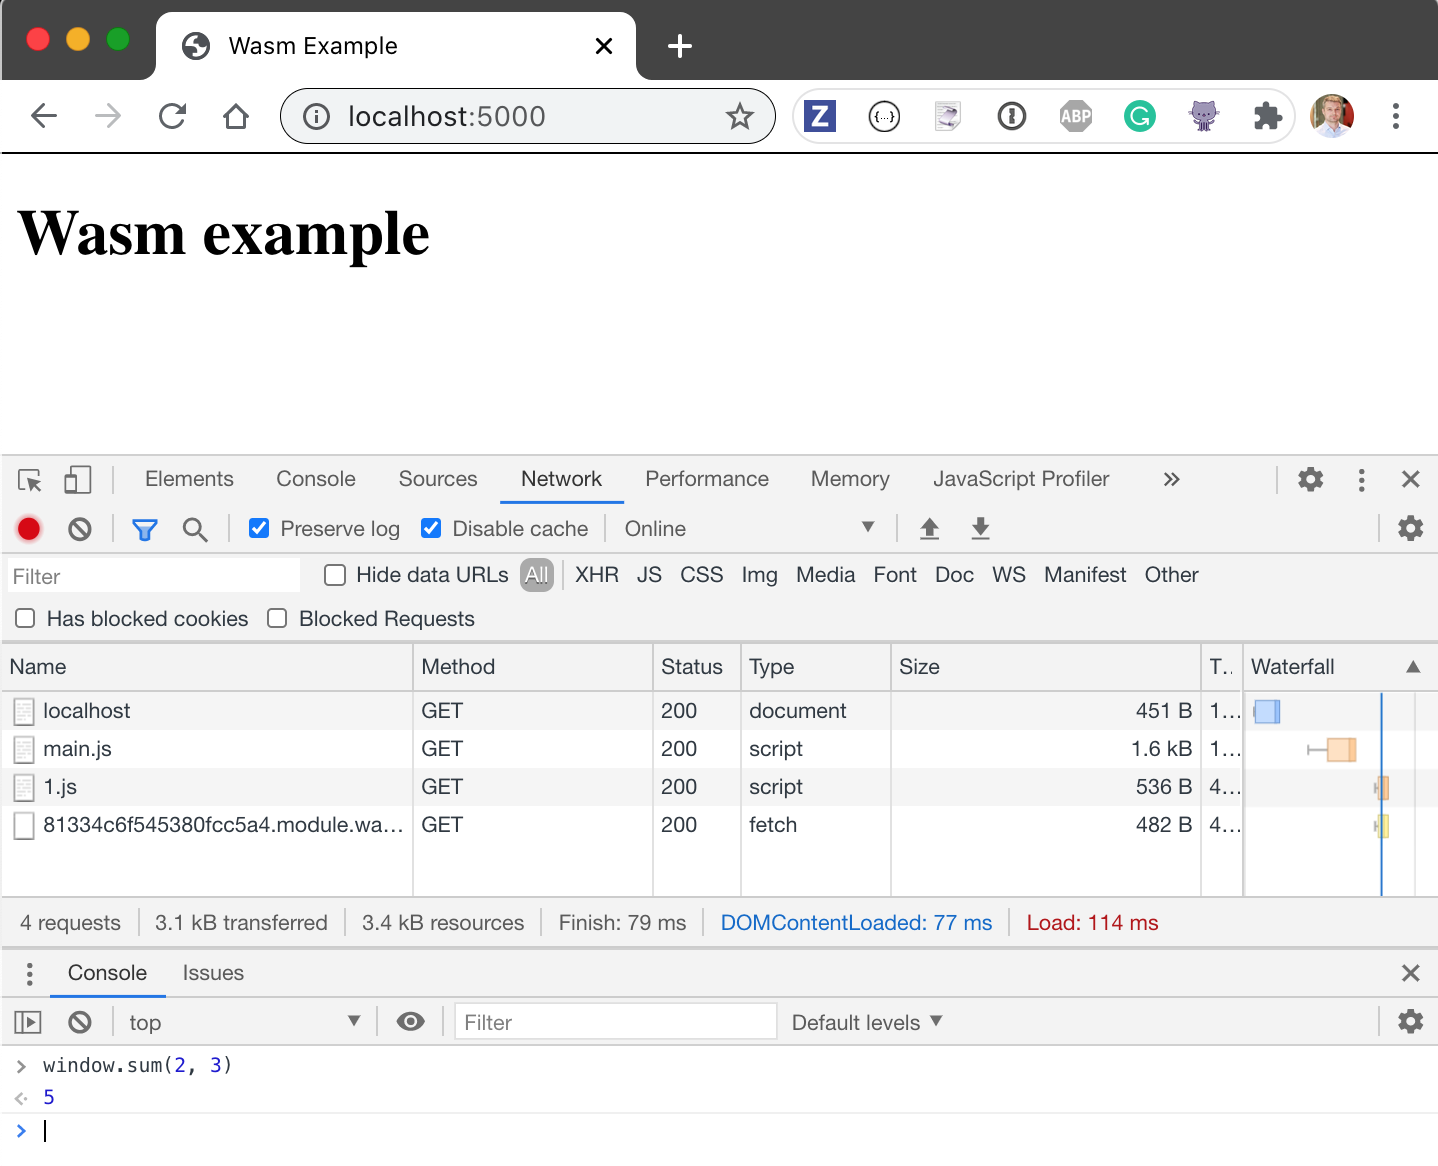 Wasm Example
localhost:5000
Z {...} ABP G
Wasm example
Elements Console Sources Network Performance Memory JavaScript Profiler »
Preserve log Disable cache Online
Filter Hide data URLs All XHR JS CSS Img Media Font Doc WS Manifest Other
Has blocked cookies Blocked Requests
Name Method Status Type Size T.. Waterfall
localhost GET 200 document 451 B 1...
main.js GET 200 script 1.6 kB 1...
1.js GET 200 script 536 B 4...
81334c6f545380fcc5a4.module.wa... GET 200 fetch 482 B 4...
4 requests 3.1 kB transferred 3.4 kB resources Finish: 79 ms DOMContentLoaded: 77 ms Load: 114 ms
Console Issues
top Filter Default levels
window.sum(2, 3)
5